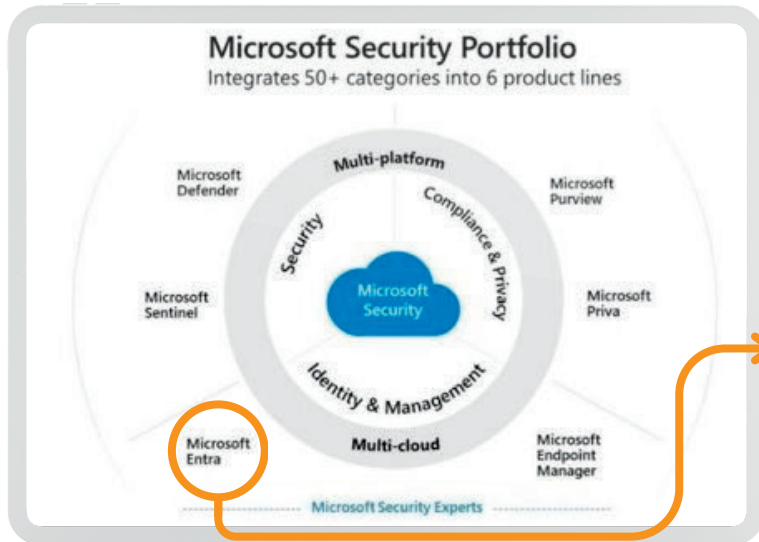 Microsoft Security Portfolio
Integrates 50+ categories into 6 product lines
Multi-platform
Microsoft
Defender
Microsoft
Purview
Security
Compliance & Privacy
Microsoft
Security
Microsoft
Sentinel
Microsoft
Priva
Identity & Management
Multi-cloud
Microsoft
Entra
Microsoft
Endpoint
Manager
Microsoft Security Experts